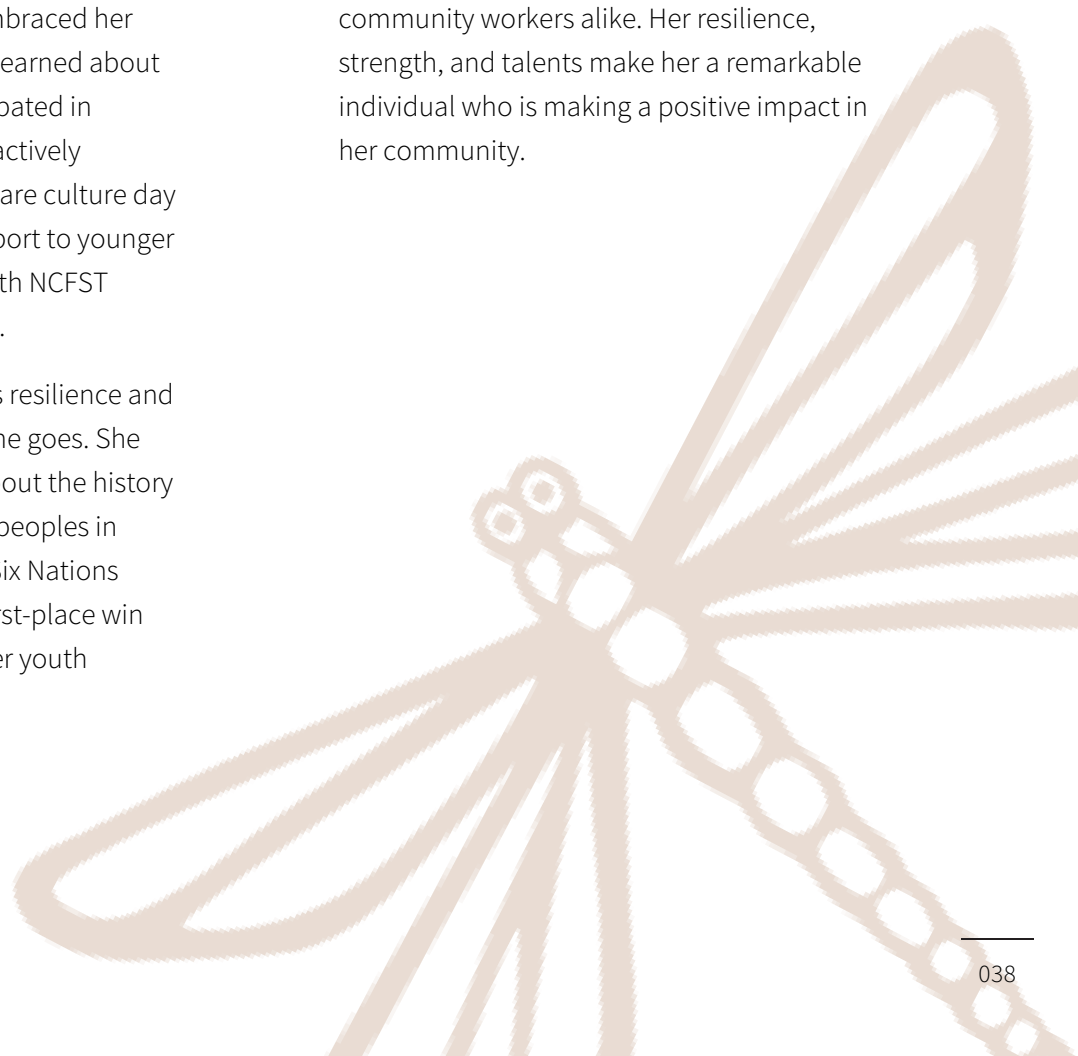 braced her
earned about
pated in
actively
are culture day
port to younger
th NCFST
.
s resilience and
he goes. She
out the history
peoples in
Six Nations
rst-place win
er youth
community workers alike. Her resilience,
strength, and talents make her a remarkable
individual who is making a positive impact in
her community.
038